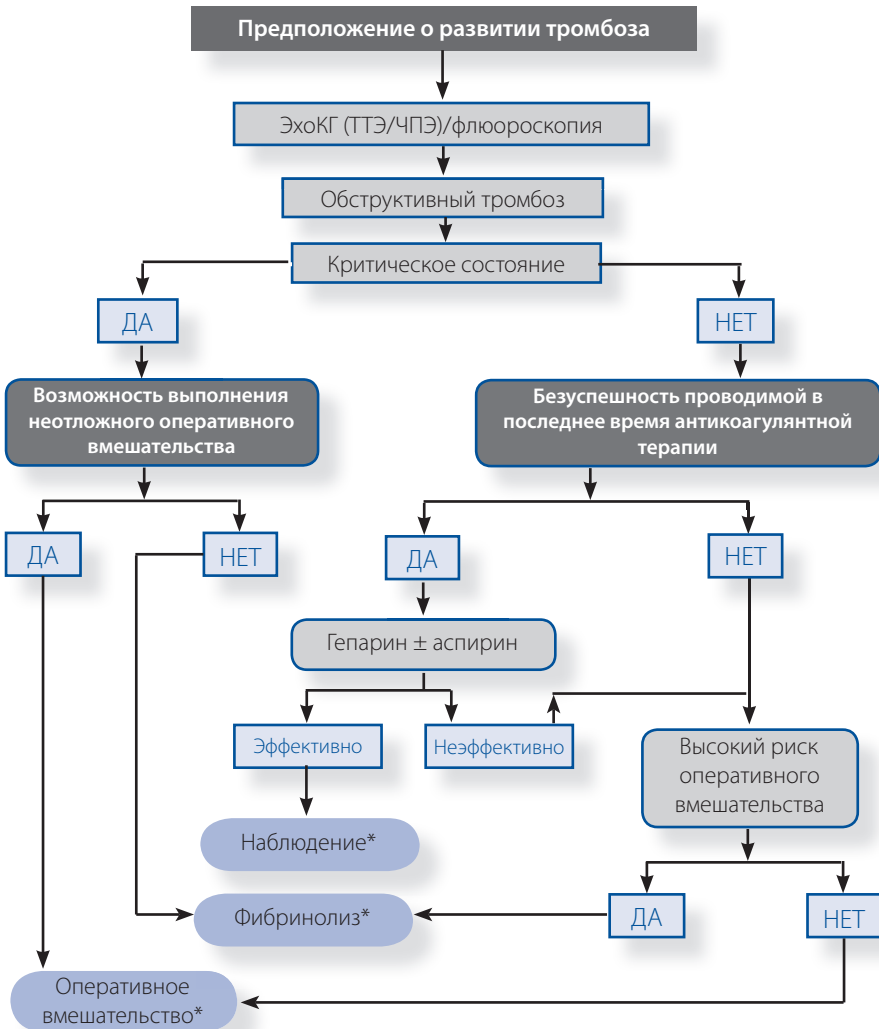 Предположение о развитии тромбоза
ЭхоКГ (ТТЭ/ЧПЭ)/флюороскопия
Обструктивный тромбоз
Критическое состояние
ДА
НЕТ
Возможность выполнения
неотложного оперативного
вмешательства
Безуспешность проводимой в
последнее время антикоагулянтной
терапии
ДА
НЕТ
ДА
НЕТ
Гепарин ± аспирин
Эффективно
Неэффективно
Высокий риск
оперативного
вмешательства
Наблюдение*
Фибринолиз*
ДА
НЕТ
Оперативное
вмешательство*